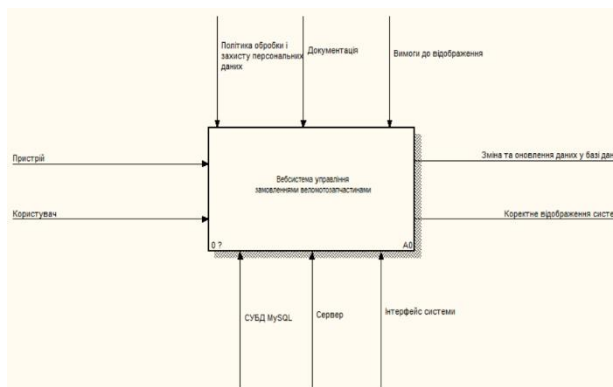 Політика обробки і
захисту персональних
даних
Документація
Вимоги до відображення
Пристрій
Зміна та оновлення даних у базі дан
Вебсистема управління
замовленнями веломотозапчастинами
Користувач
Коректне відображення систе
0 ?
A0
СУБД MySQL
Сервер
Інтерфейс системи